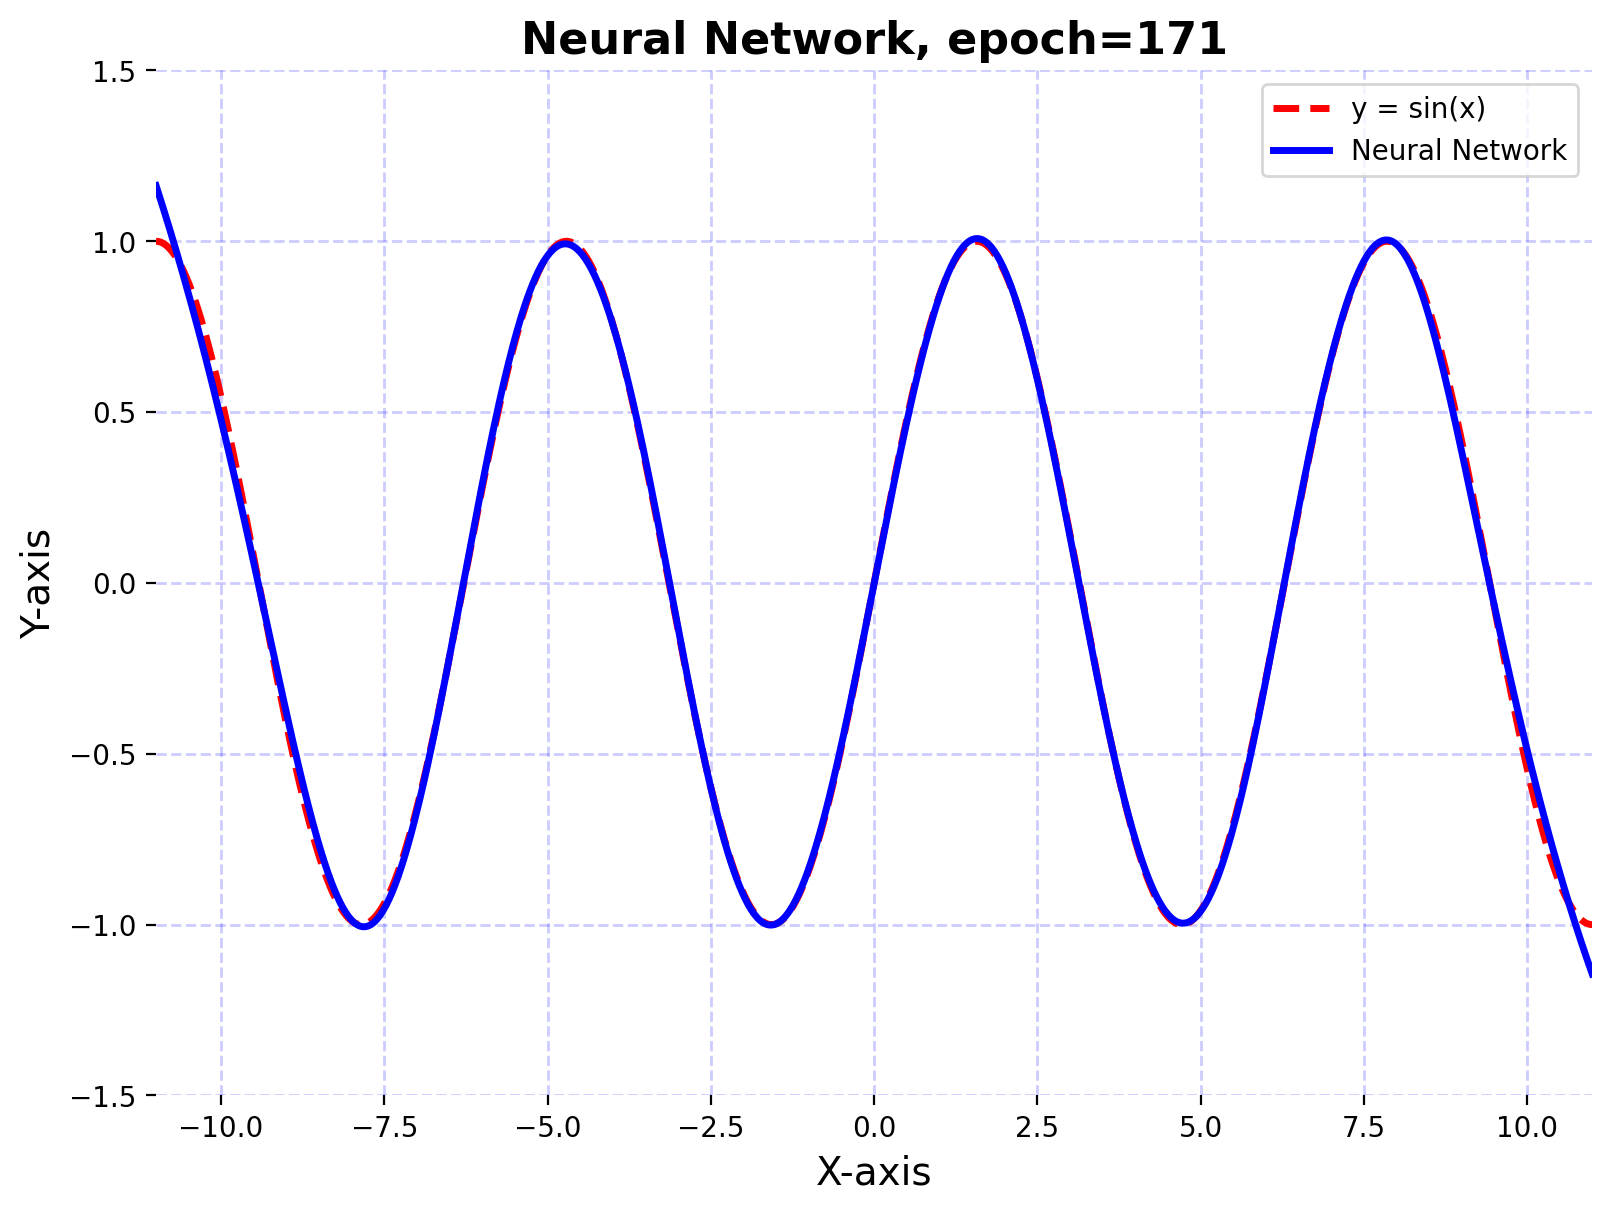 Neural Network, epoch=171
y = sin(x)
Neural Network
1.5
1.0
0.5
0.0
−0.5
−1.0
−1.5
Y-axis
−10.0 −7.5 −5.0 −2.5 0.0 2.5 5.0 7.5 10.0
X-axis